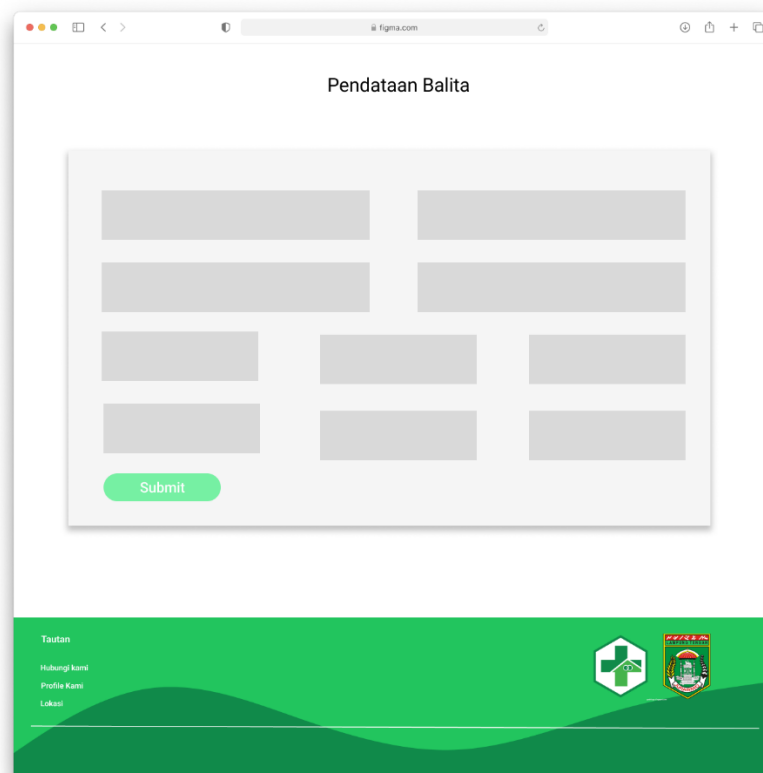 figma.com
Pendataan Balita
Submit
Tautan
Hubungi kami
Profile Kami
Lokasi